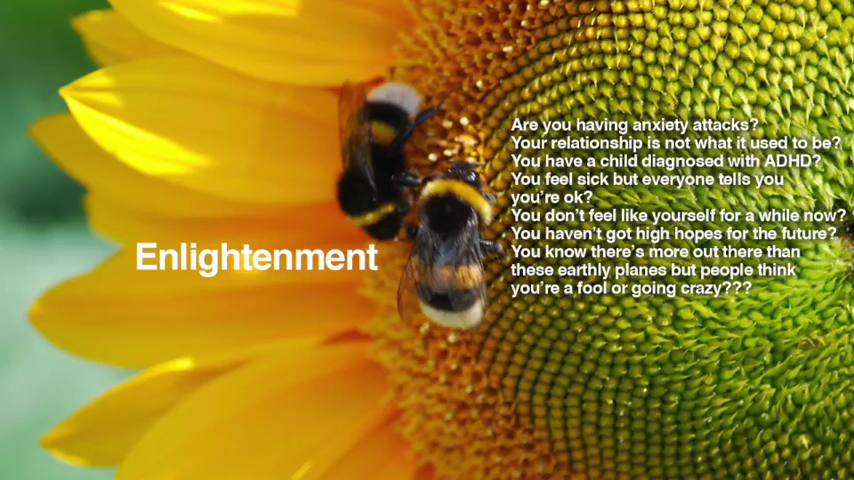 Enlightenment
Are you having anxiety attacks?
Your relationship is not what it used to be?
You have a child diagnosed with ADHD?
You feel sick but everyone tells you
you're ok?
You don't feel like yourself for a while now?
You haven't got high hopes for the future?
You know there's more out there than
these earthly planes but people think
you're a fool or going crazy???